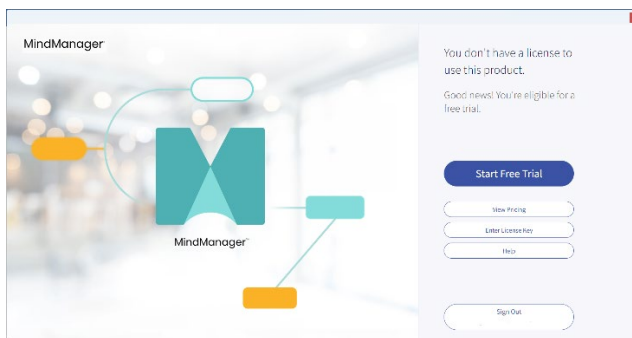 MindManager
You don't have a license to
use this product.
Good news! You're eligible for a
free trial.
Start Free Trial
View Pricing
Enter License Key
Help
MindManager
Sign Out